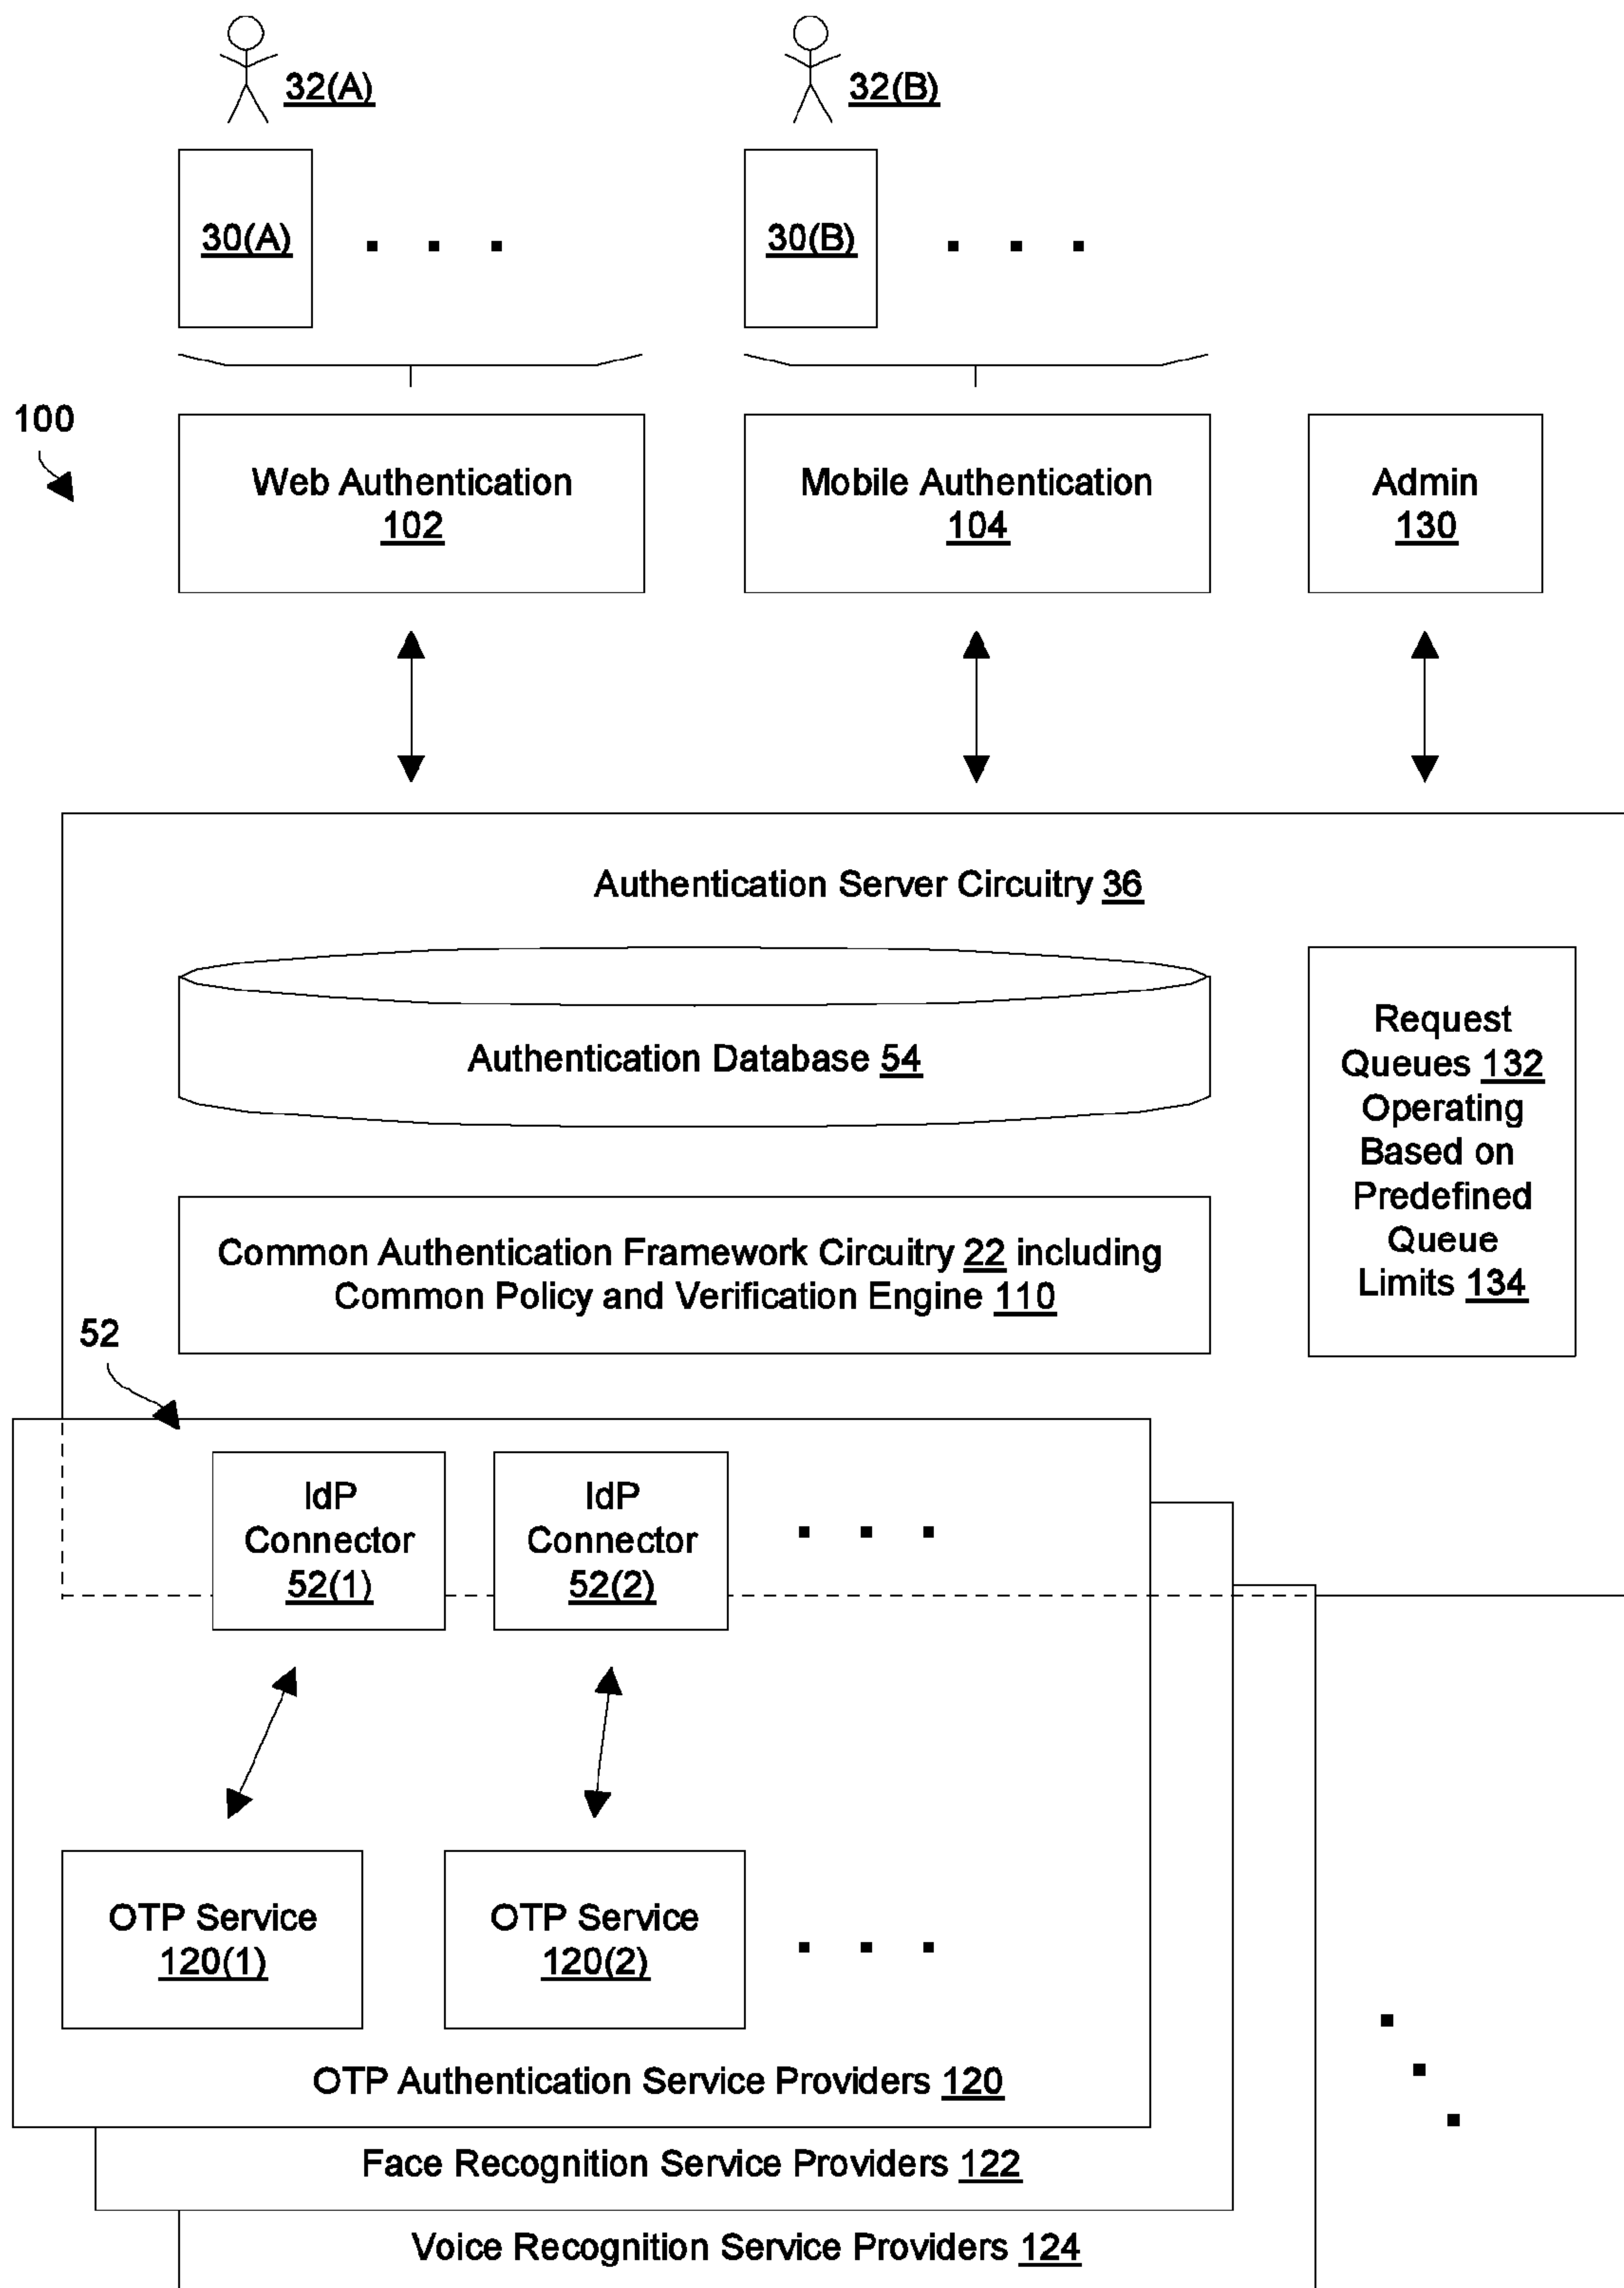 32(A)
32(B)
30(A)
30(B)
100
Web Authentication
102
Mobile Authentication
104
Admin
130
Authentication Server Circuitry 36
Authentication Database 54
Request
Queues 132
Operating
Based on
Predefined
Queue
Limits 134
Common Authentication Framework Circuitry 22 including
Common Policy and Verification Engine 110
52
IdP
Connector
52(1)
IdP
Connector
52(2)
OTP Service
120(1)
OTP Service
120(2)
OTP Authentication Service Providers 120
Face Recognition Service Providers 122
Voice Recognition Service Providers 124